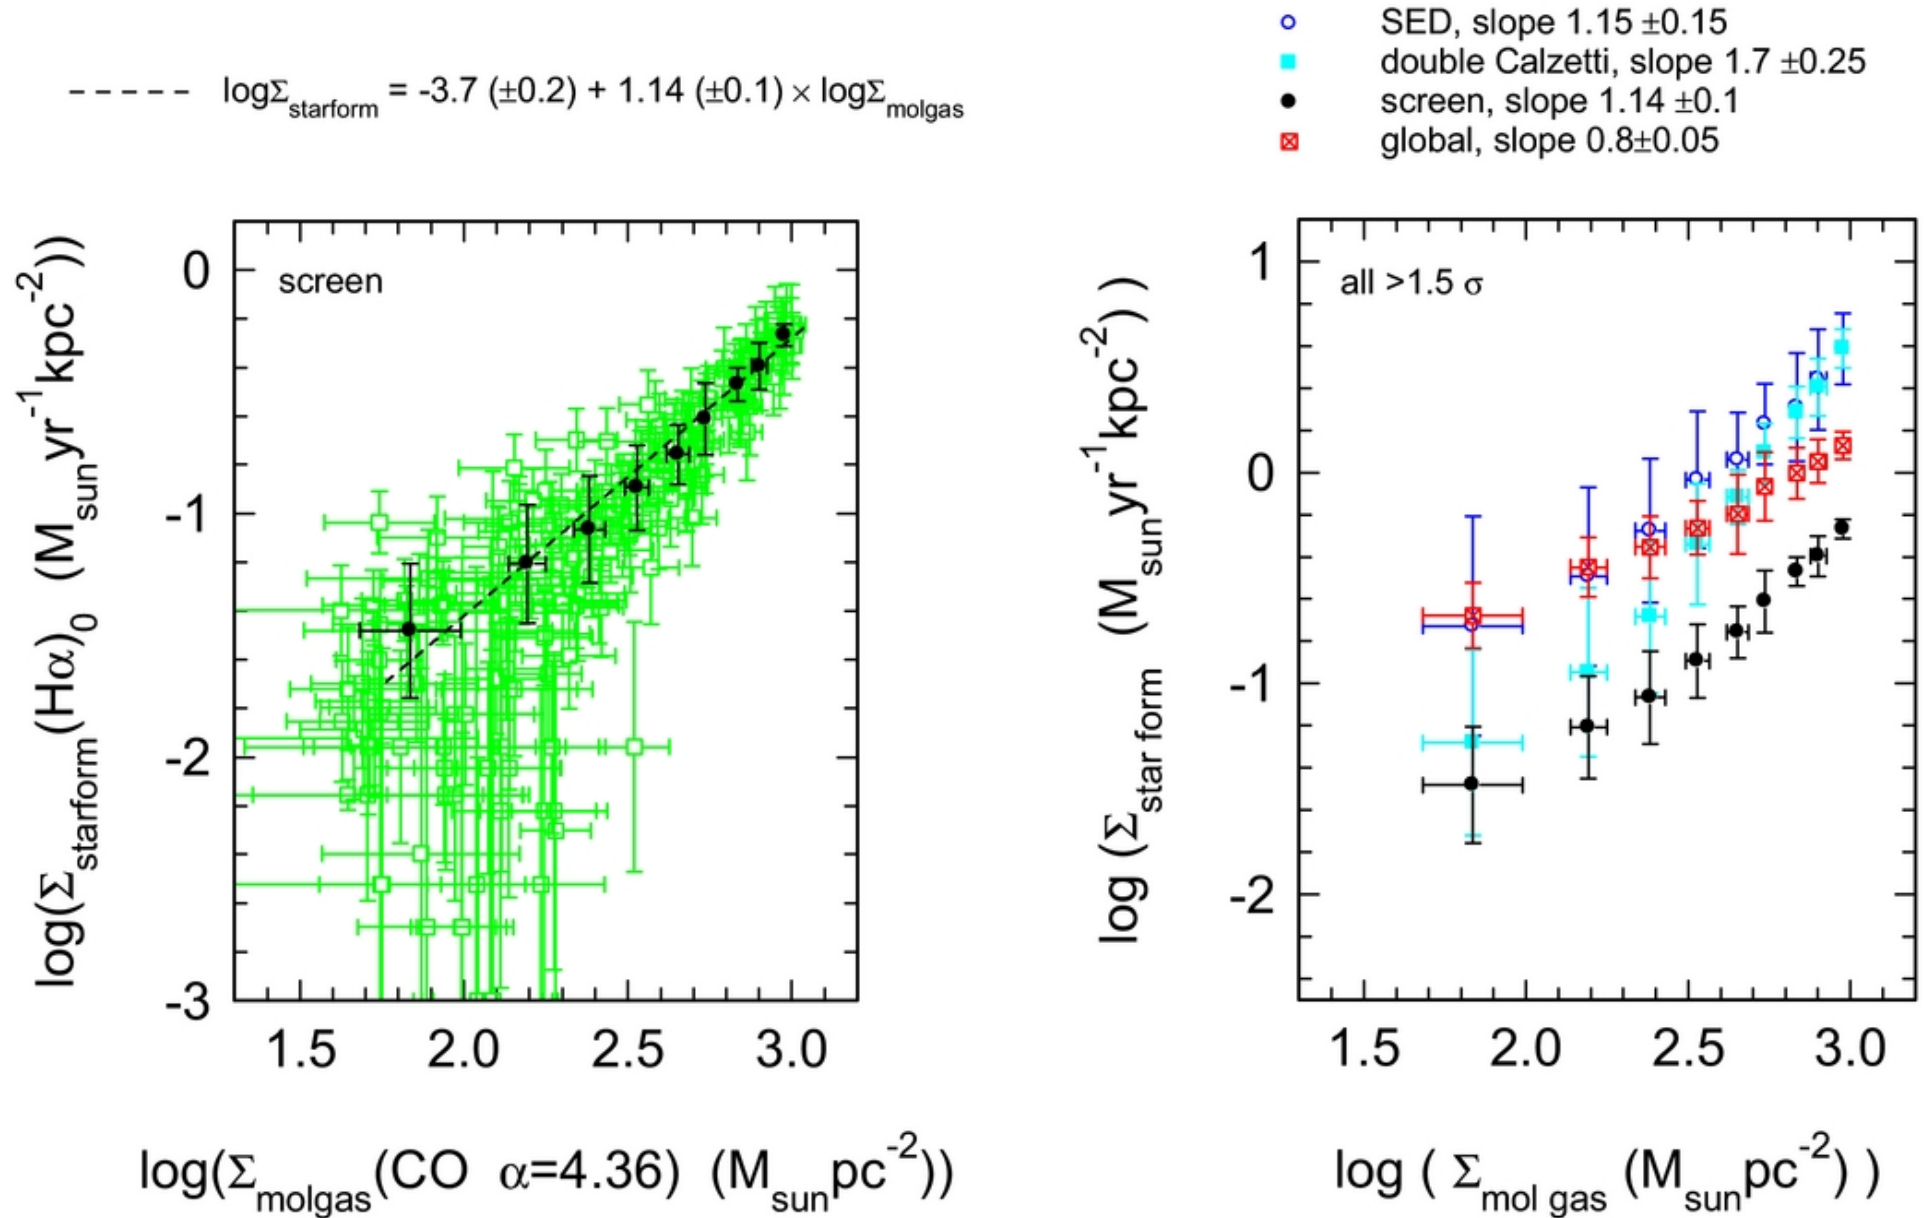 logΣstarform = -3.7 (±0.2) + 1.14 (±0.1) × logΣmolgas
SED, slope 1.15 ±0.15
double Calzetti, slope 1.7 ±0.25
screen, slope 1.14 ±0.1
global, slope 0.8±0.05
log(Σstarform(Hα)0 (Msunyr-1kpc-2))
screen
0
-1
-2
-3
1.5 2.0 2.5 3.0
log(Σmolgas(CO α=4.36) (Msunpc-2))
log (Σstar form (Msunyr-1kpc-2) )
all >1.5 σ
1
0
-1
-2
1.5 2.0 2.5 3.0
log ( Σmol gas (Msunpc-2) )